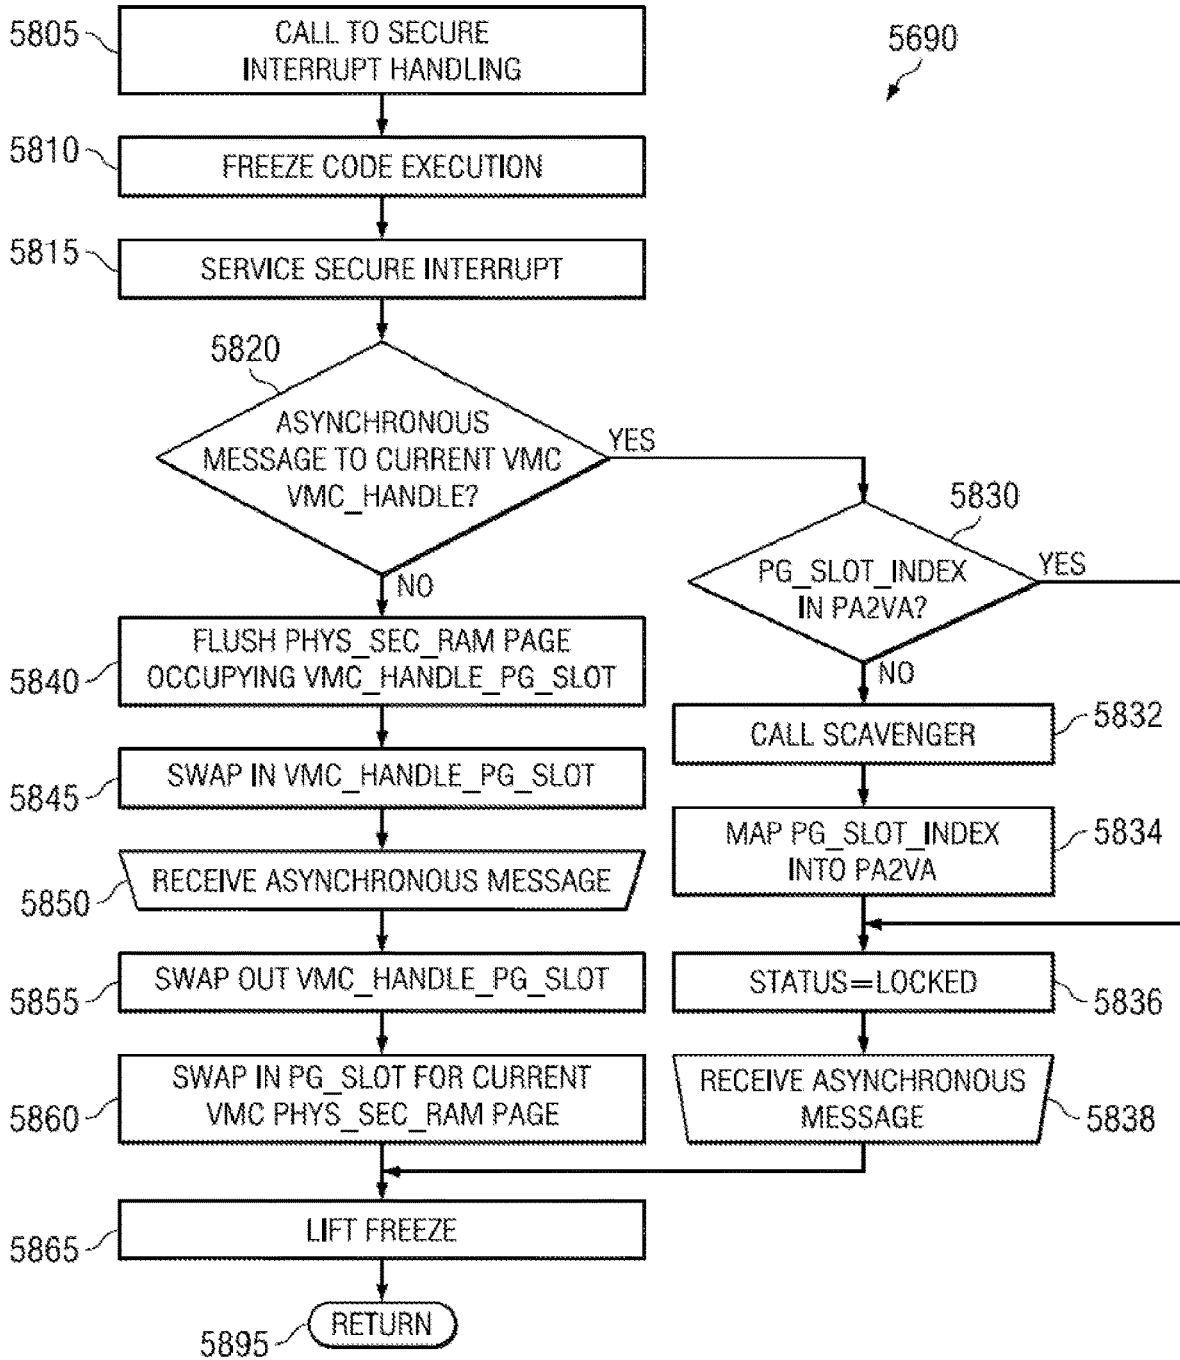 5805
CALL TO SECURE
INTERRUPT HANDLING
5690
5810
FREEZE CODE EXECUTION
5815
SERVICE SECURE INTERRUPT
5820
ASYNCHRONOUS
MESSAGE TO CURRENT VMC
VMC_HANDLE?
YES
NO
5830
PG_SLOT_INDEX
IN PA2VA?
YES
NO
5840
FLUSH PHYS_SEC_RAM PAGE
OCCUPYING VMC_HANDLE_PG_SLOT
CALL SCAVENGER
5832
5845
SWAP IN VMC_HANDLE_PG_SLOT
MAP PG_SLOT_INDEX
INTO PA2VA
5834
5850
RECEIVE ASYNCHRONOUS MESSAGE
5855
SWAP OUT VMC_HANDLE_PG_SLOT
STATUS=LOCKED
5836
5860
SWAP IN PG_SLOT FOR CURRENT
VMC PHYS_SEC_RAM PAGE
RECEIVE ASYNCHRONOUS
MESSAGE
5838
5865
LIFT FREEZE
5895
RETURN